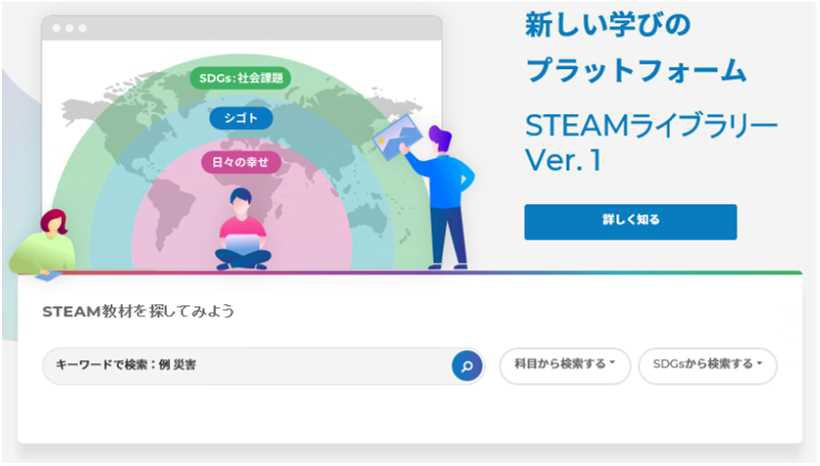 新しい学びの
プラットフォーム
STEAMライブラリー
Ver. 1
詳しく知る
SDGs:社会課題
シゴト
日々の幸せ
STEAM教材を探してみよう
キーワードで検索:例 災害
科目から検索する
SDGsから検索する